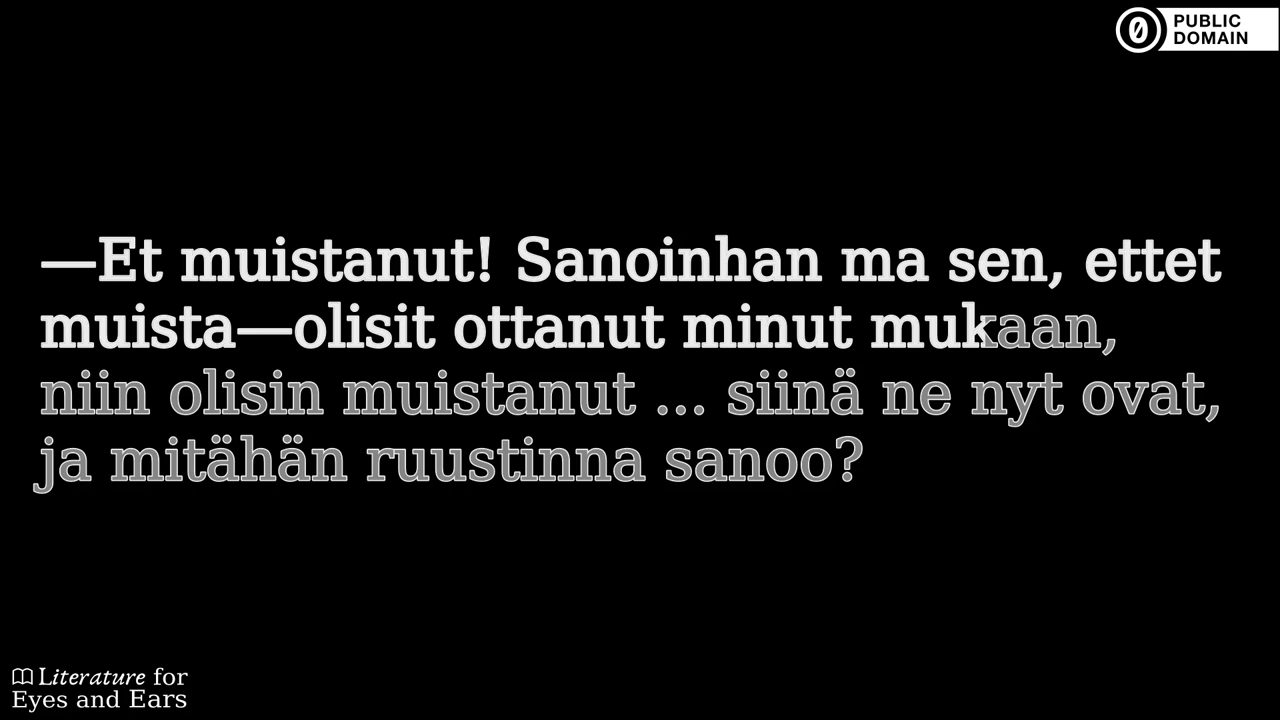 PUBLIC
DOMAIN
—Et muistanut! Sanoinhan ma sen, ettet
muista—olisit ottanut minut mukaan,
niin olisin muistanut ... siinä ne nyt ovat,
ja mitähän ruustinna sanoo?
Literature for
Eyes and Ears